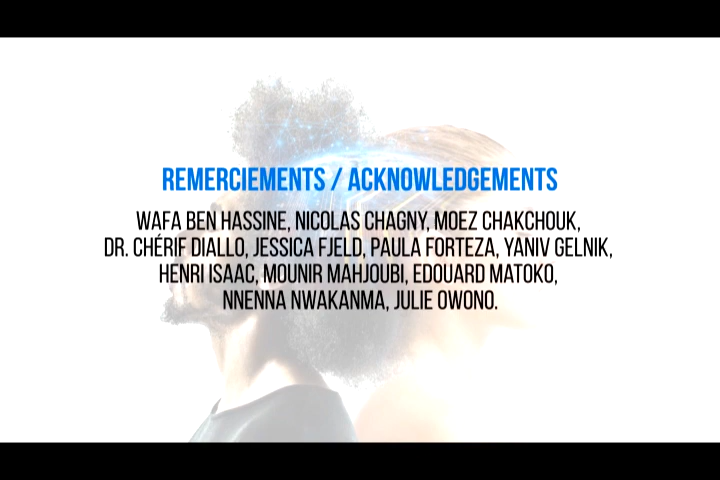 REMERCIEMENTS / ACKNOWLEDGEMENTS
WAFA BEN HASSINE, NICOLAS CHAGNY, MOEZ CHAKCHOUK,
DR. CHÉRIF DIALLO, JESSICA FJELD, PAULA FORTEZA, YANIV GELNIK,
HENRI ISAAC, MOUNIR MAHJOUBI, EDOUARD MATOKO,
NNENNA NWAKANMA, JULIE OWONO.